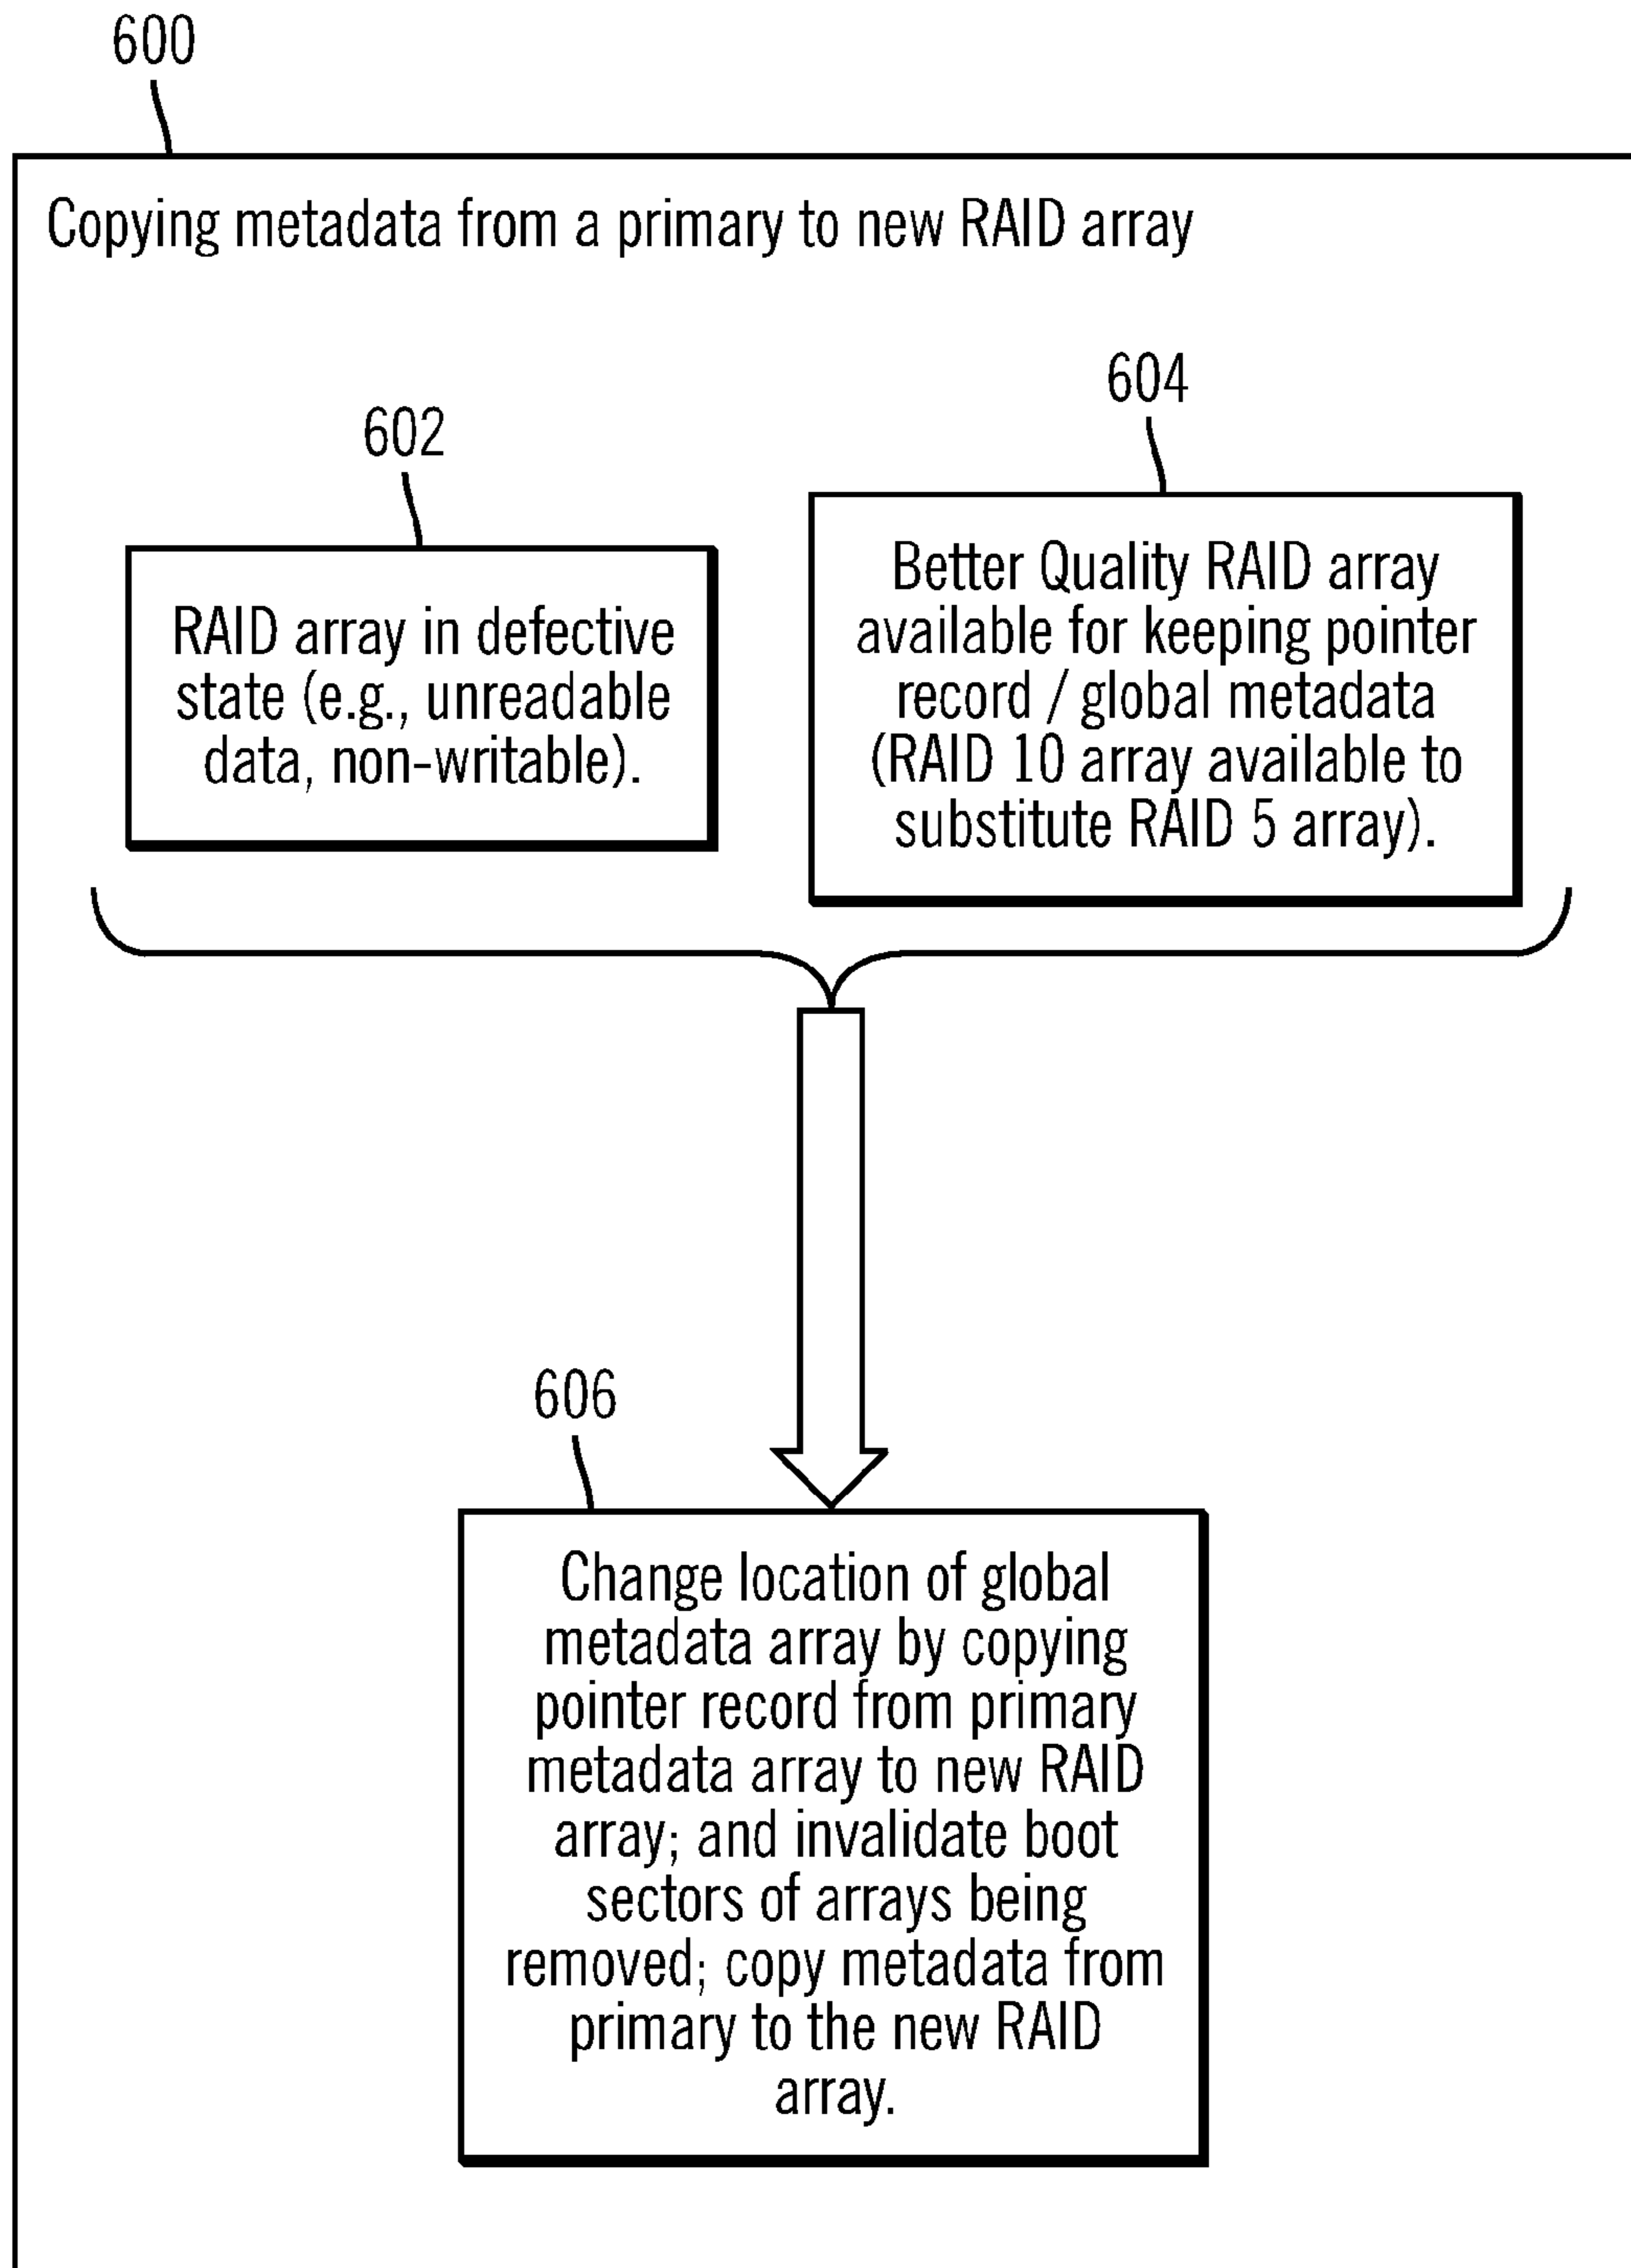 600
Copying metadata from a primary to new RAID array
604
602
Better Quality RAID array
available for keeping pointer
record / global metadata
(RAID 10 array available to
substitute RAID 5 array).
RAID array in defective
state (e.g., unreadable
data, non-writable).
606
Change location of global
metadata array by copying
pointer record from primary
metadata array to new RAID
array; and invalidate boot
sectors of arrays being
removed; copy metadata from
primary to the new RAID
array.